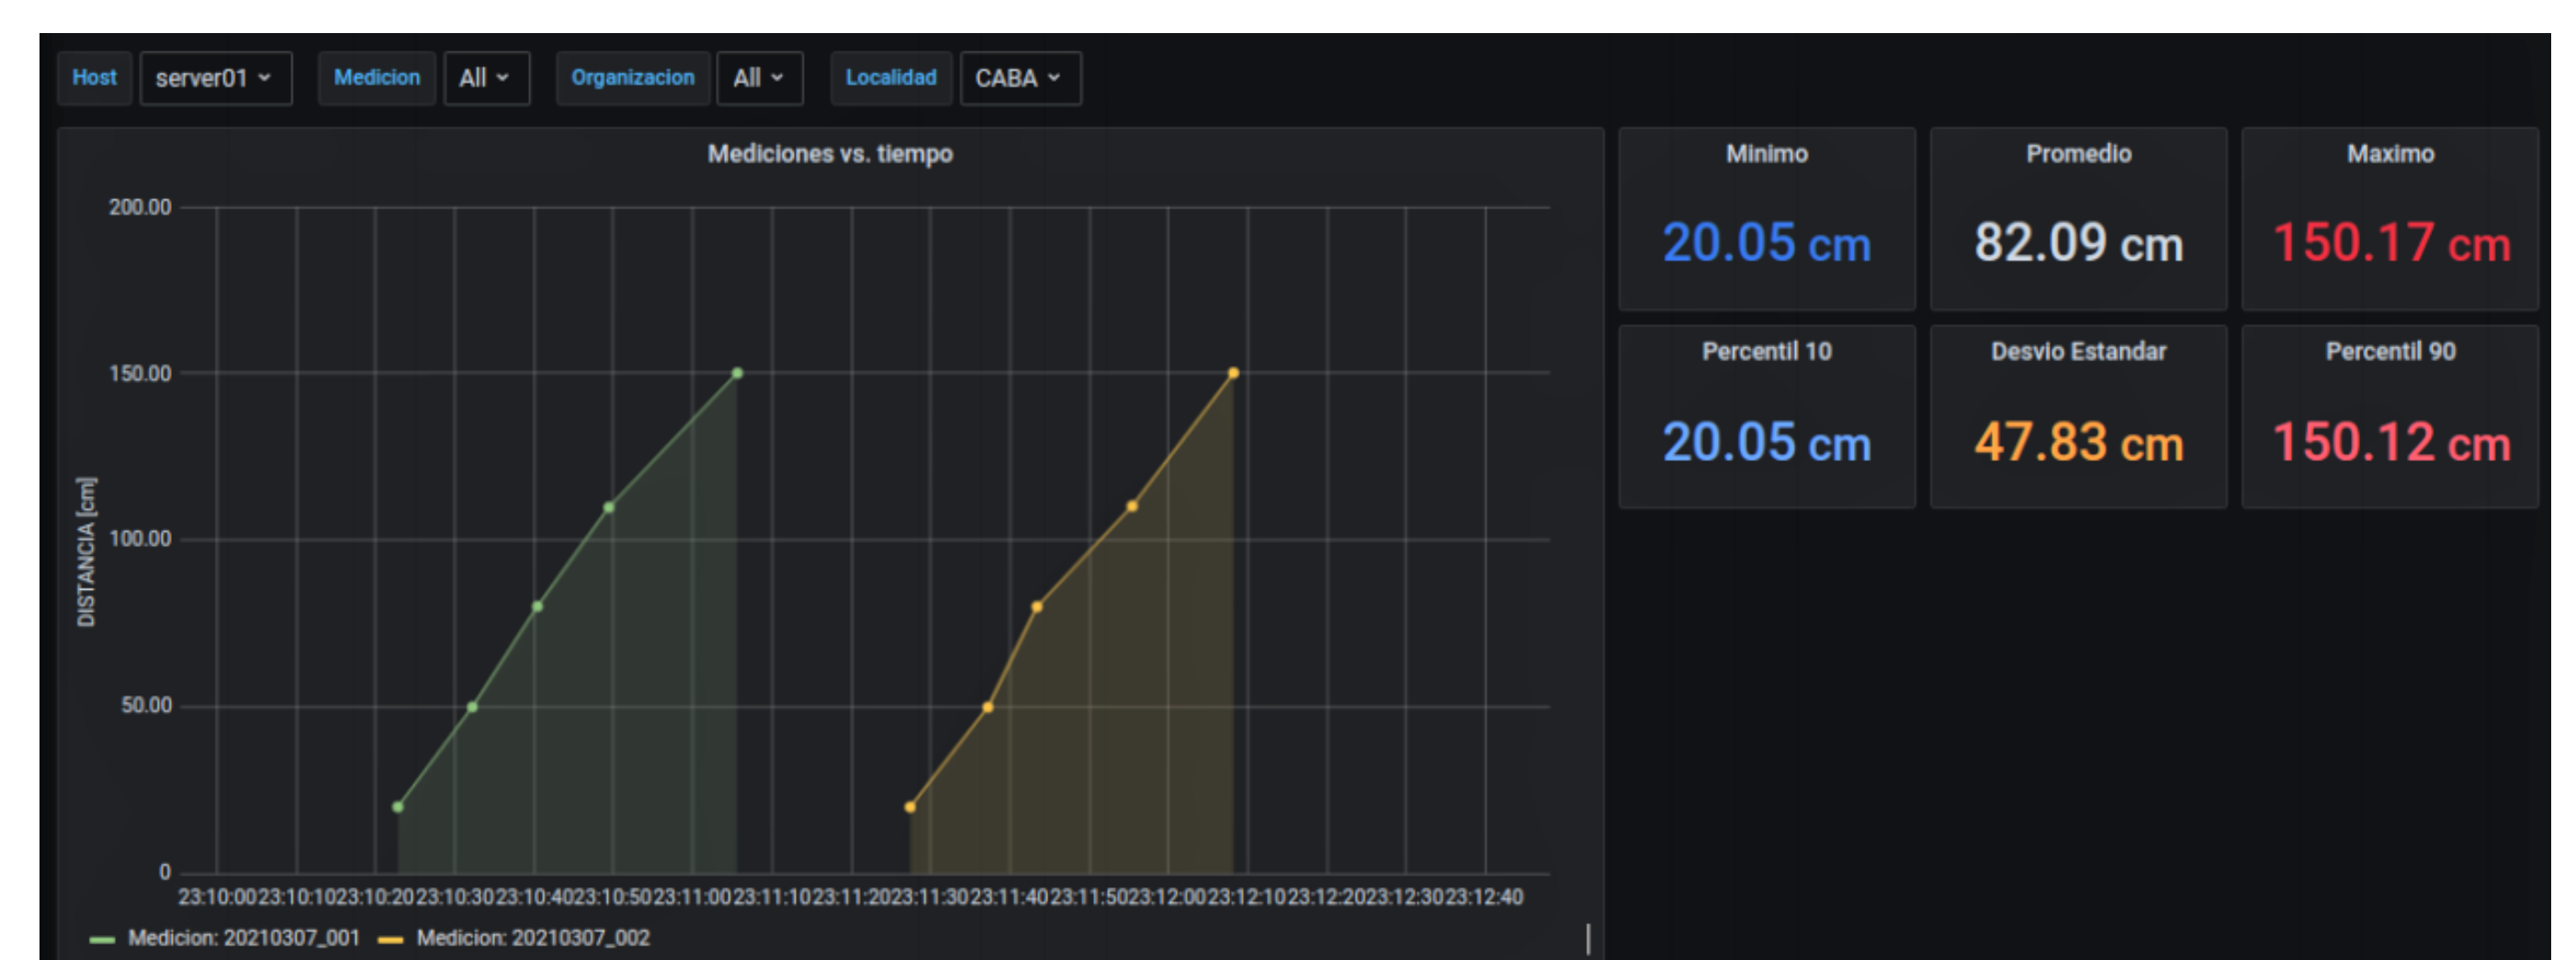 Host server01 Medicion All Organizacion All Localidad CABA
Mediciones vs. tiempo
200.00
150.00
100.00
50.00
0
DISTANCIA [cm]
23:10:00 23:10:10 23:10:20 23:10:30 23:10:40 23:10:50 23:11:00 23:11:10 23:11:20 23:11:30 23:11:40 23:11:50 23:12:00 23:12:10 23:12:20 23:12:30 23:12:40
Medicion: 20210307_001 Medicion: 20210307_002
Minimo
20.05 cm
Promedio
82.09 cm
Maximo
150.17 cm
Percentil 10
20.05 cm
Desvio Estandar
47.83 cm
Percentil 90
150.12 cm